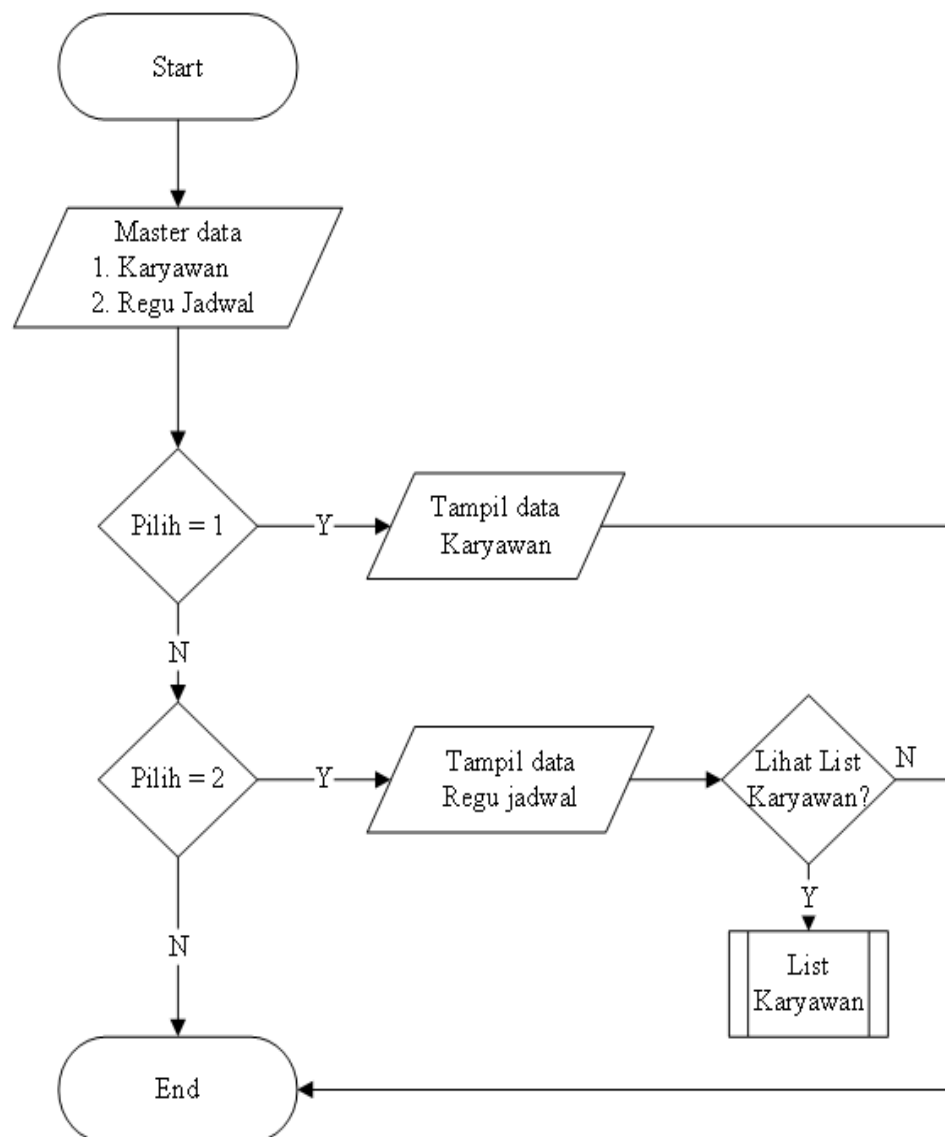 Start
Master data
1. Karyawan
2. Regu Jadwal
Pilih = 1
Y
Tampil data
Karyawan
N
Pilih = 2
Y
Tampil data
Regu jadwal
Lihat List
Karyawan?
N
Y
List
Karyawan
N
End